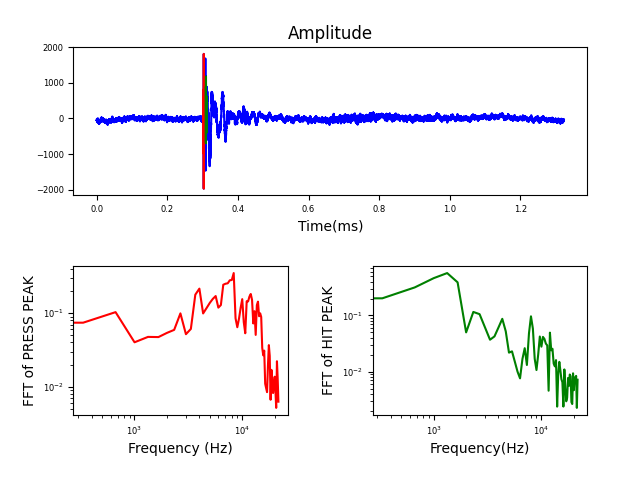 Amplitude
2000
1000
0
−1000
−2000
0.0 0.2 0.4 0.6 0.8 1.0 1.2
Time(ms)
FFT of PRESS PEAK
10⁻¹
10⁻²
10³ 10⁴
Frequency (Hz)
FFT of HIT PEAK
10⁻¹
10⁻²
10³ 10⁴
Frequency(Hz)